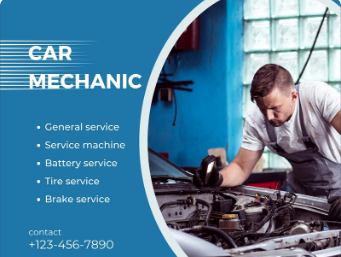 CAR
MECHANIC
General service
Service machine
Battery service
Tire service
Brake service
contact
+123-456-7890